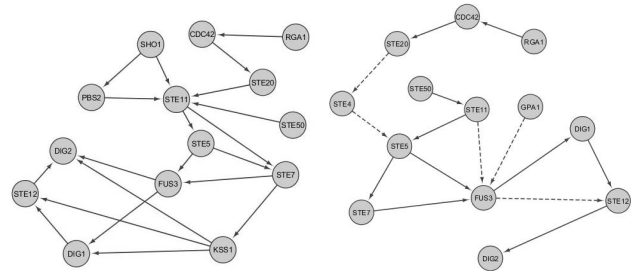 SHO1
CDC42
RGA1
PBS2
STE11
STE20
STE50
STE5
DIG2
FUS3
STE7
STE12
DIG1
KSS1
CDC42
STE20
RGA1
STE50
STE4
STE11
GPA1
DIG1
STE5
FUS3
STE12
STE7
DIG2